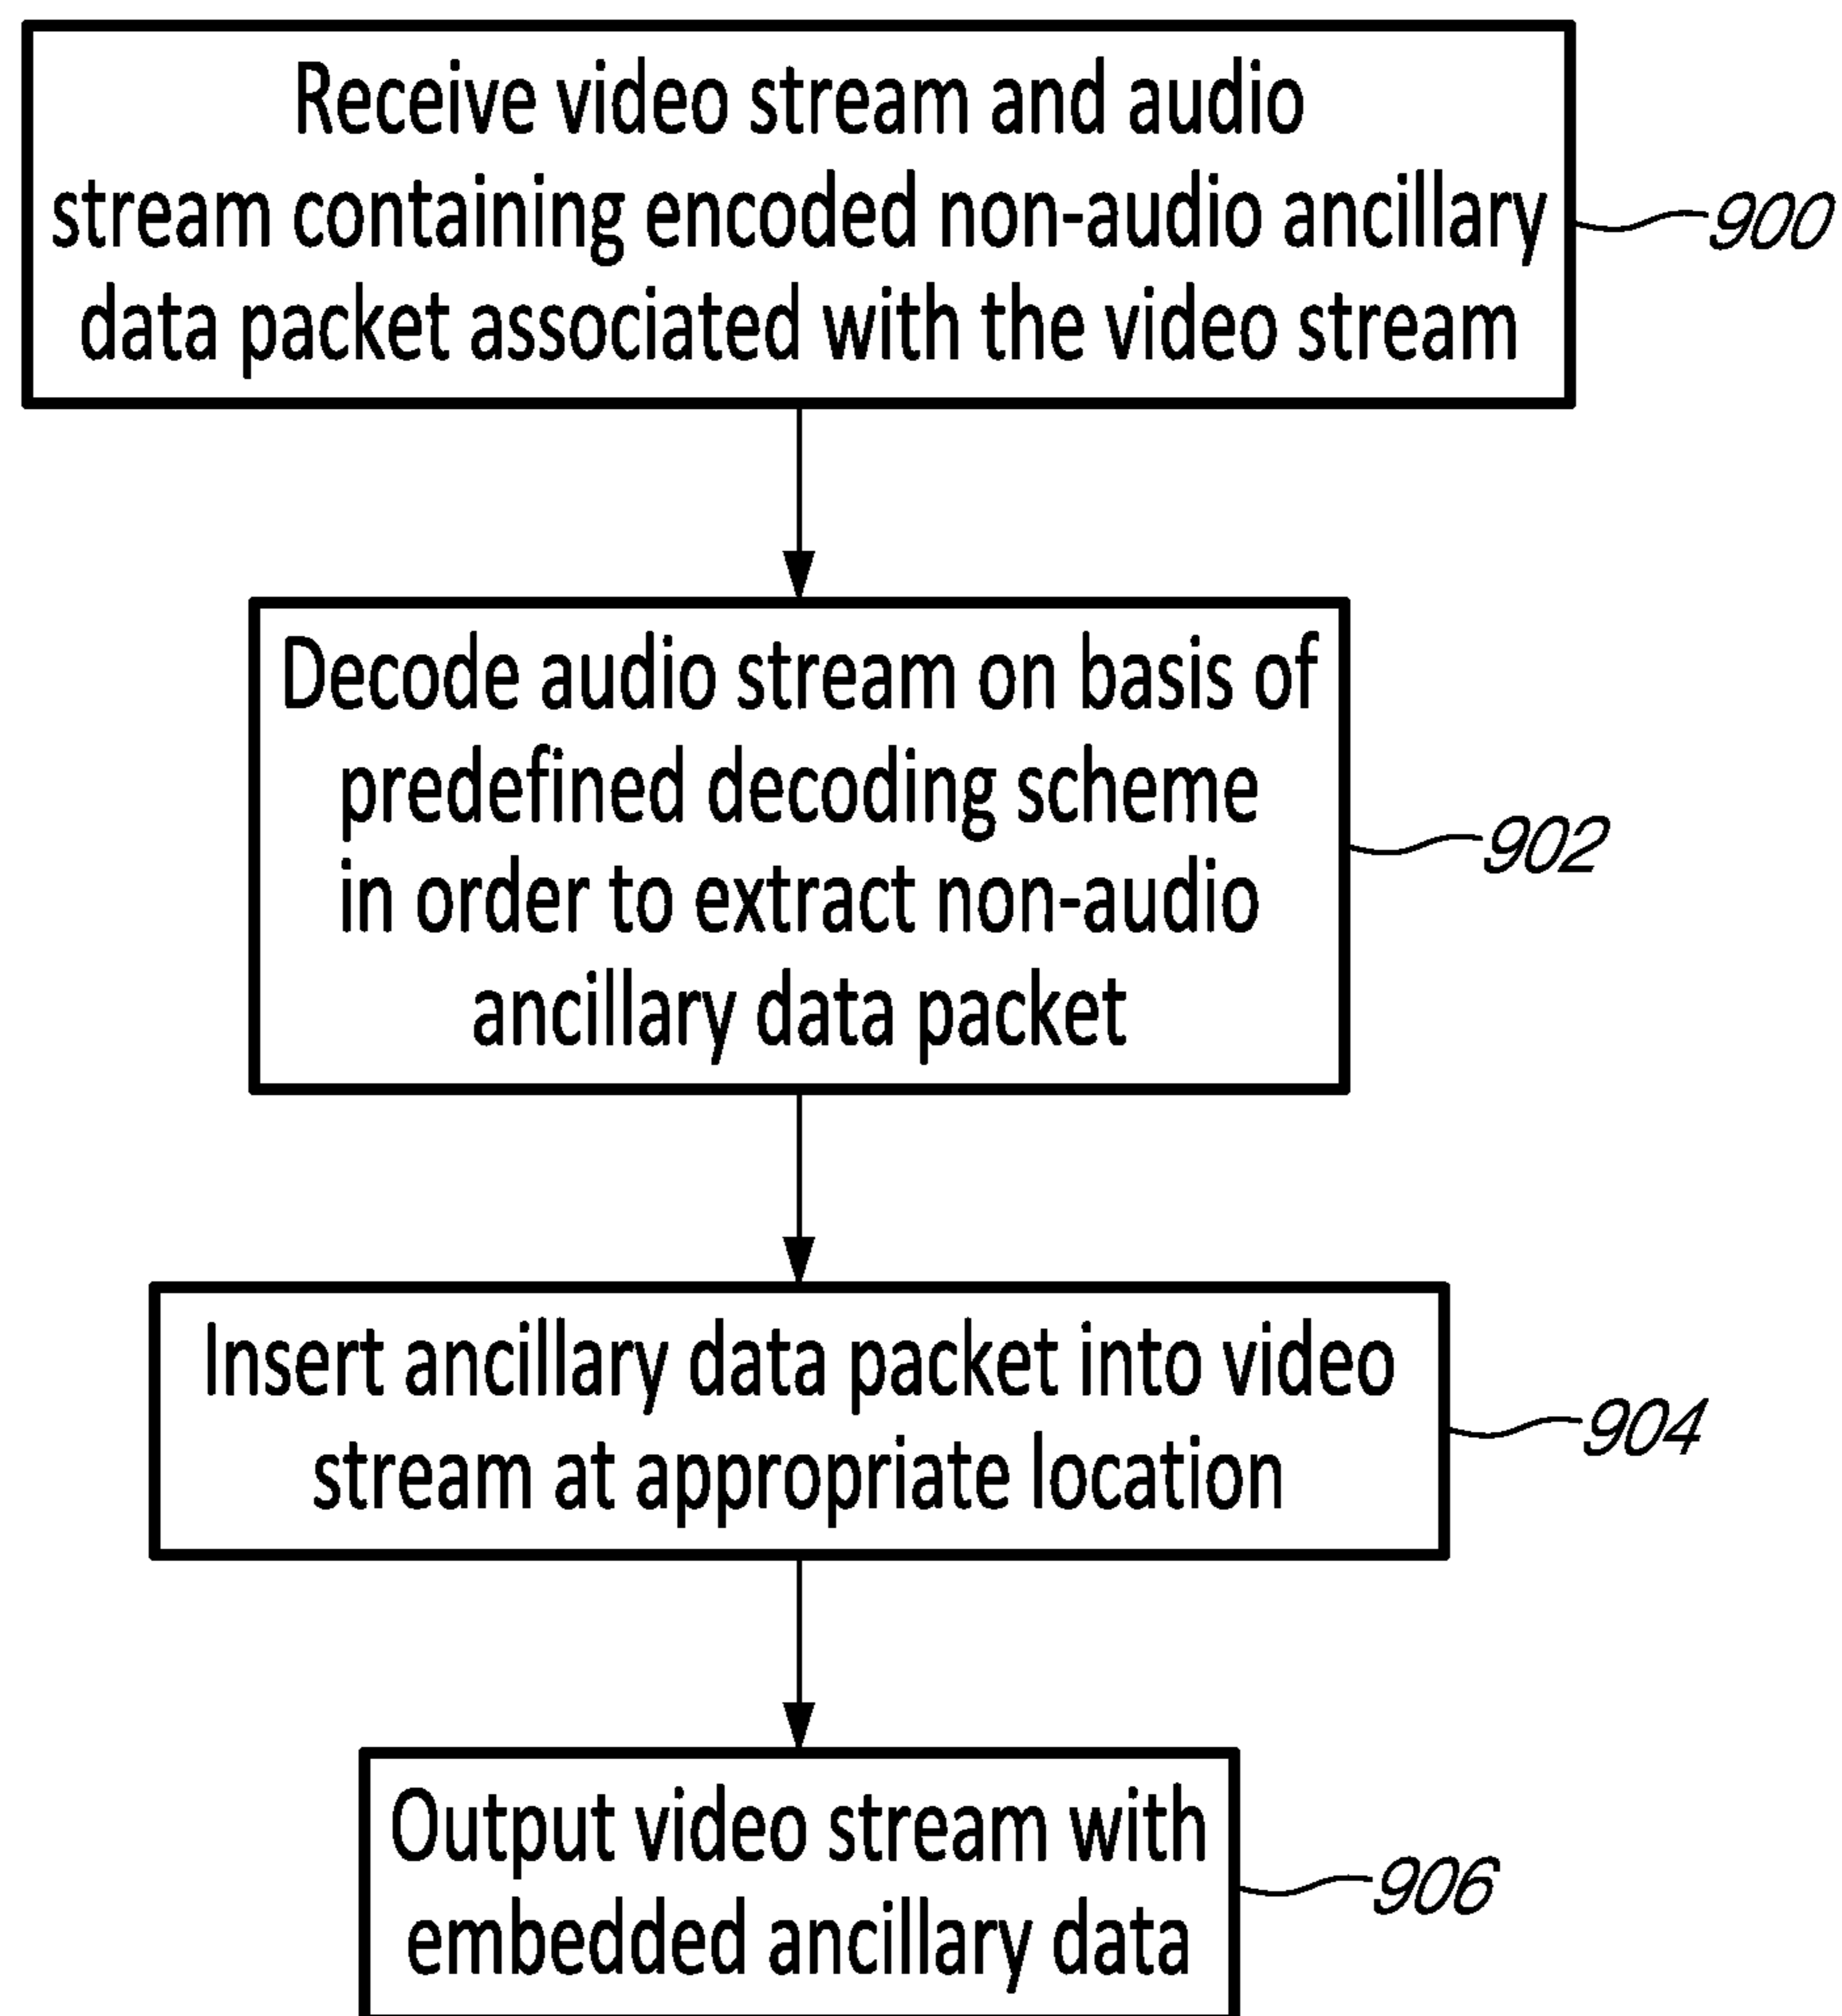 Receive video stream and audio
stream containing encoded non-audio ancillary
data packet associated with the video stream
900
Decode audio stream on basis of
predefined decoding scheme
in order to extract non-audio
ancillary data packet
902
Insert ancillary data packet into video
stream at appropriate location
904
Output video stream with
embedded ancillary data
906